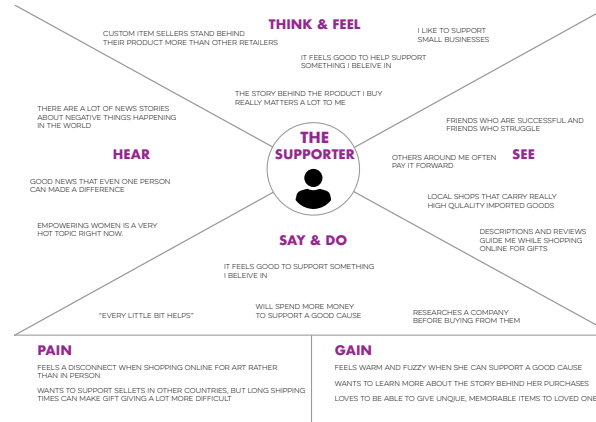 THINK & FEEL
CUSTOM ITEM SELLERS STAND BEHIND
THEIR PRODUCT MORE THAN OTHER RETAILERS
I LIKE TO SUPPORT
SMALL BUSINESSES
IT FEELS GOOD TO HELP SUPPORT
SOMETHING I BELEIVE IN
THE STORY BEHIND THE RPODUCT I BUY
REALLY MATTERS A LOT TO ME
THE
SUPPORTER
HEAR
THERE ARE A LOT OF NEWS STORIES
ABOUT NEGATIVE THINGS HAPPENING
IN THE WORLD
GOOD NEWS THAT EVEN ONE PERSON
CAN MAKE A DIFFERENCE
EMPOWERING WOMEN IS A VERY
HOT TOPIC RIGHT NOW.
SEE
FRIENDS WHO ARE SUCCESSFUL AND
FRIENDS WHO STRUGGLE
OTHERS AROUND ME OFTEN
PAY IT FORWARD
LOCAL SHOPS THAT CARRY REALLY
HIGH QULALITY IMPORTED GOODS
DESCRIPTIONS AND REVIEWS
GUIDE ME WHILE SHOPPING
ONLINE FOR GIFTS
SAY & DO
IT FEELS GOOD TO SUPPORT SOMETHING
I BELEIVE IN
"EVERY LITTLE BIT HELPS"
WILL SPEND MORE MONEY
TO SUPPORT A GOOD CAUSE
RESEARCHES A COMPANY
BEFORE BUYING FROM THEM
PAIN
FEELS A DISCONNECT WHEN SHOPPING ONLINE FOR ART RATHER
THAN IN PERSON
WANTS TO SUPPORT SELLETS IN OTHER COUNTRIES, BUT LONG SHIPPING
TIMES CAN MAKE GIFT GIVING A LOT MORE DIFFICULT
GAIN
FEELS WARM AND FUZZY WHEN SHE CAN SUPPORT A GOOD CAUSE
WANTS TO LEARN MORE ABOUT THE STORY BEHIND HER PURCHASES
LOVES TO BE ABLE TO GIVE UNQIUE, MEMORABLE ITEMS TO LOVED ONE